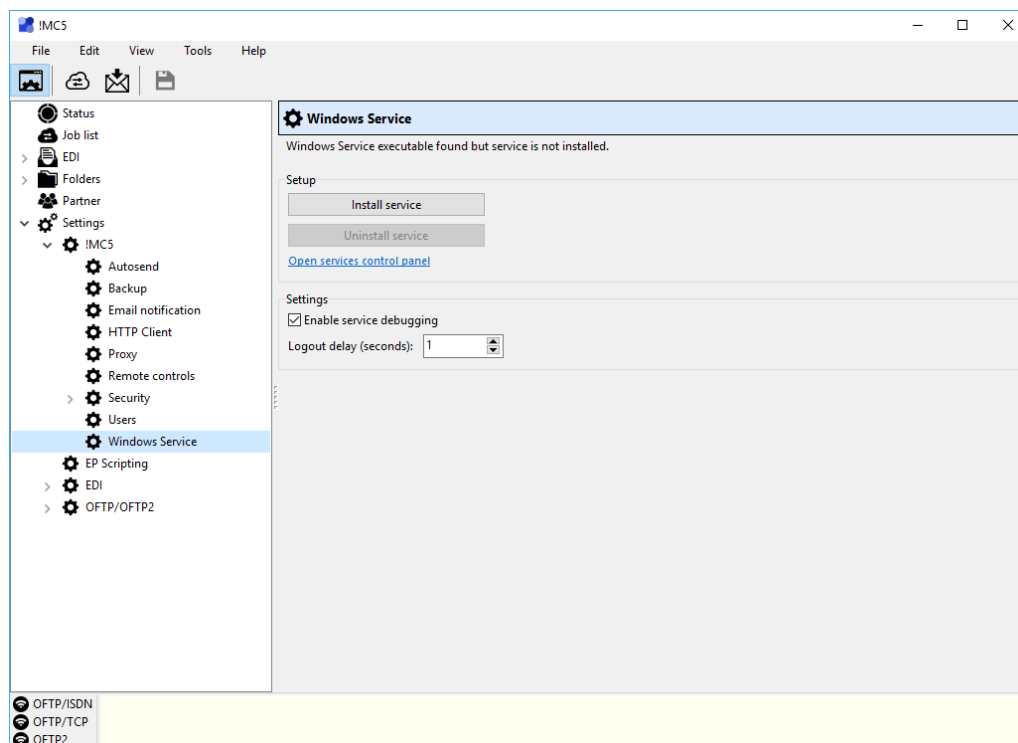 !MC5
File Edit View Tools Help
Status
Job list
EDI
Folders
Partner
Settings
!MC5
Autosend
Backup
Email notification
HTTP Client
Proxy
Remote controls
Security
Users
Windows Service
EP Scripting
EDI
OFTP/OFTP2
Windows Service
Windows Service executable found but service is not installed.
Setup
Install service
Uninstall service
Open services control panel
Settings
Enable service debugging
Logout delay (seconds): 1
OFTP/ISDN
OFTP/TCP
OFTP2